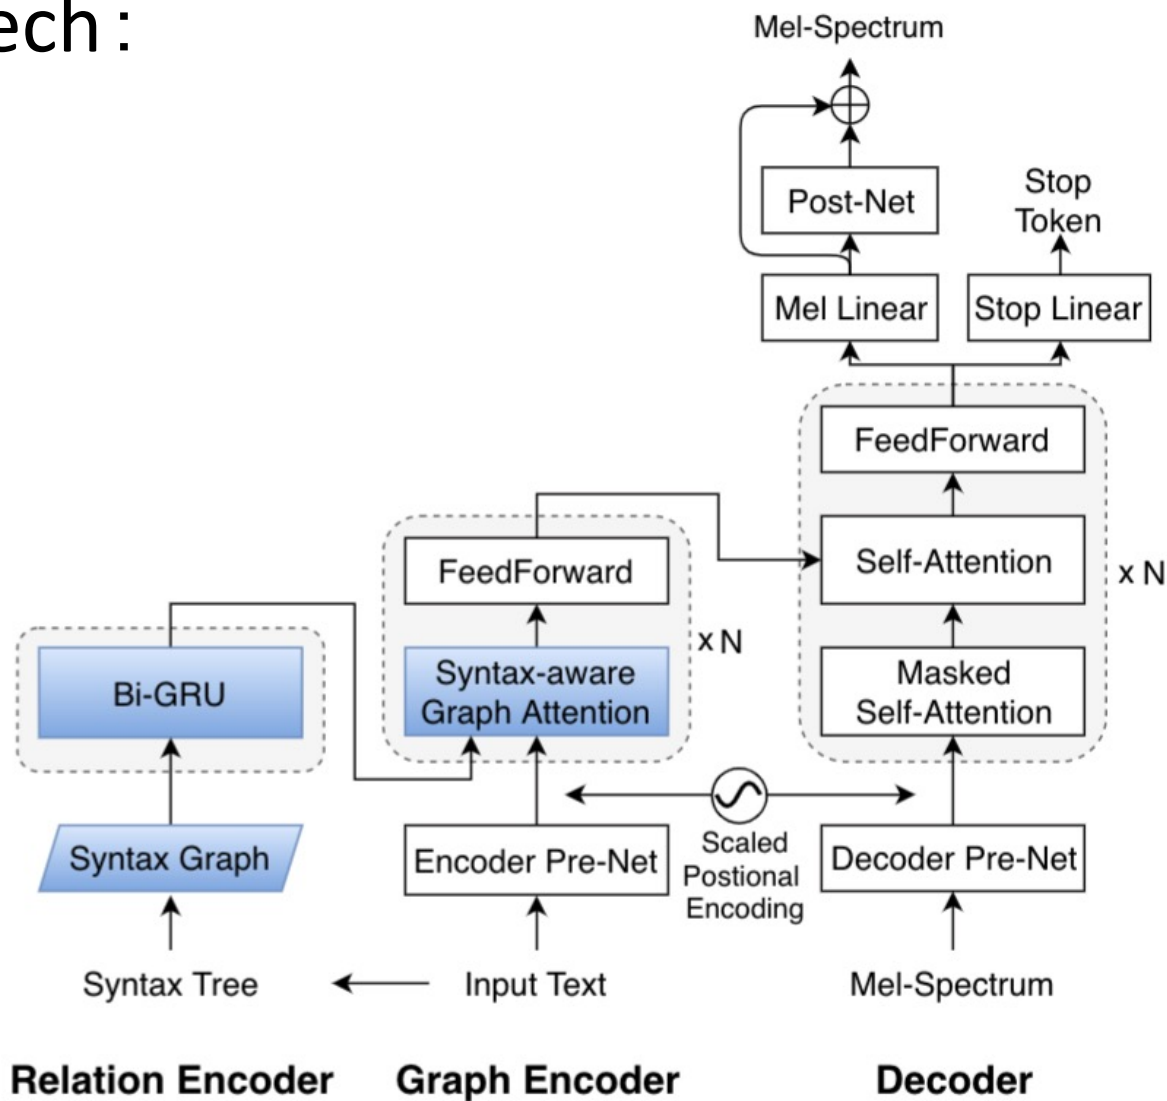 ech:
Mel-Spectrum
Post-Net
Stop
Token
Mel Linear
Stop Linear
FeedForward
Self-Attention
x N
Masked
Self-Attention
FeedForward
x N
Syntax-aware
Graph Attention
Bi-GRU
Scaled
Postional
Encoding
Syntax Graph
Encoder Pre-Net
Decoder Pre-Net
Syntax Tree
Input Text
Mel-Spectrum
Relation Encoder
Graph Encoder
Decoder